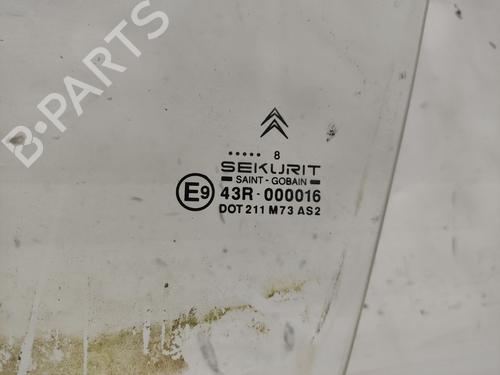 B-PARTS
..... 8
SEKURIT
SAINT - GOBAIN
E9 43R - 000016
DOT 211 M73 AS2